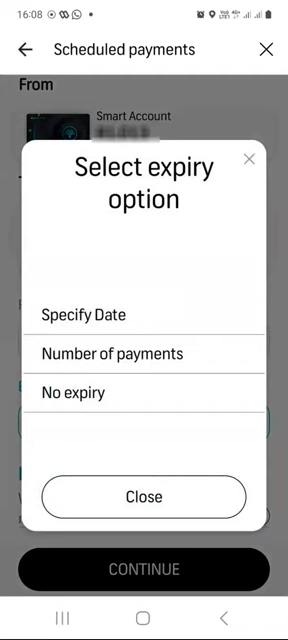 16:08
Scheduled payments
From
Smart Account
Select expiry
option
Specify Date
Number of payments
No expiry
Close
CONTINUE